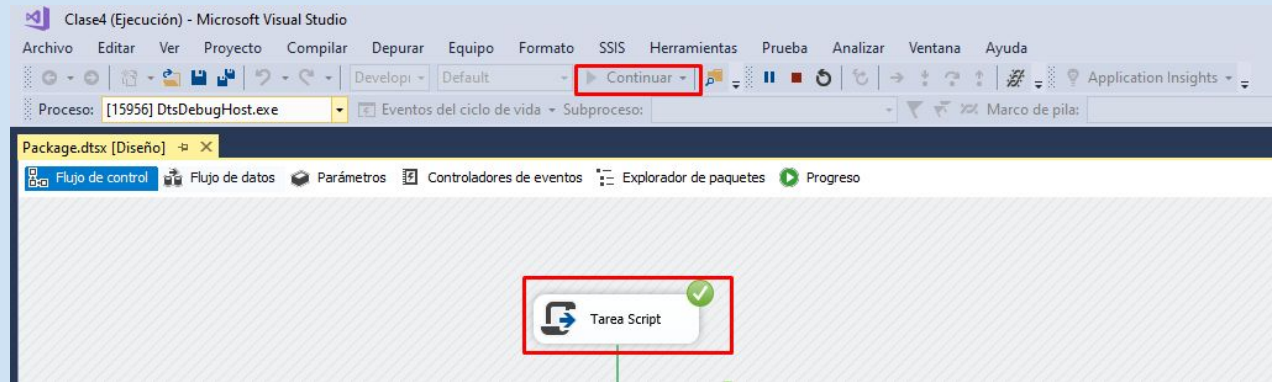 Clase4 (Ejecución) - Microsoft Visual Studio
Archivo Editar Ver Proyecto Compilar Depurar Equipo Formato SSIS Herramientas Prueba Analizar Ventana Ayuda
Developi Default Continuar Application Insights
Proceso: [15956] DtsDebugHost.exe Eventos del ciclo de vida Subproceso: Marco de pila:
Package.dtsx [Diseño]
Flujo de control Flujo de datos Parámetros Controladores de eventos Explorador de paquetes Progreso
Tarea Script